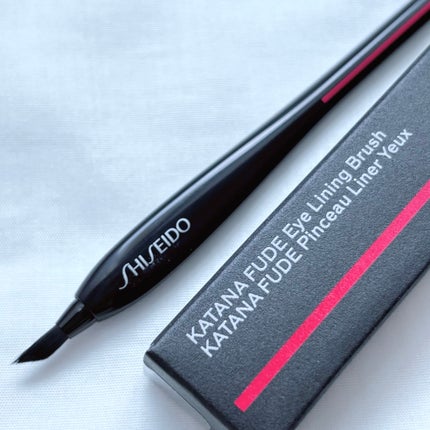 SHISEIDO
KATANA FUDE Eye Lining Brush
KATANA FUDE Pinceau Liner Yeux